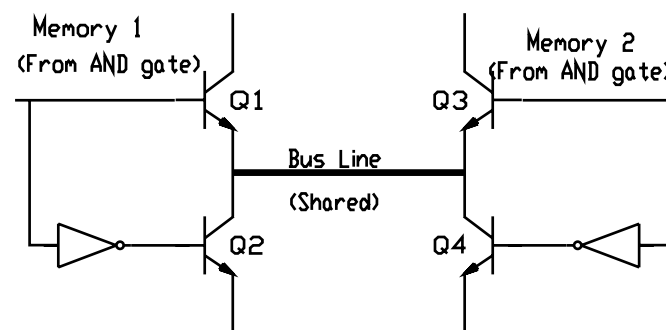 Memory 1
(From AND gate)
Memory 2
(From AND gate)
Q1
Q3
Bus Line
(Shared)
Q2
Q4